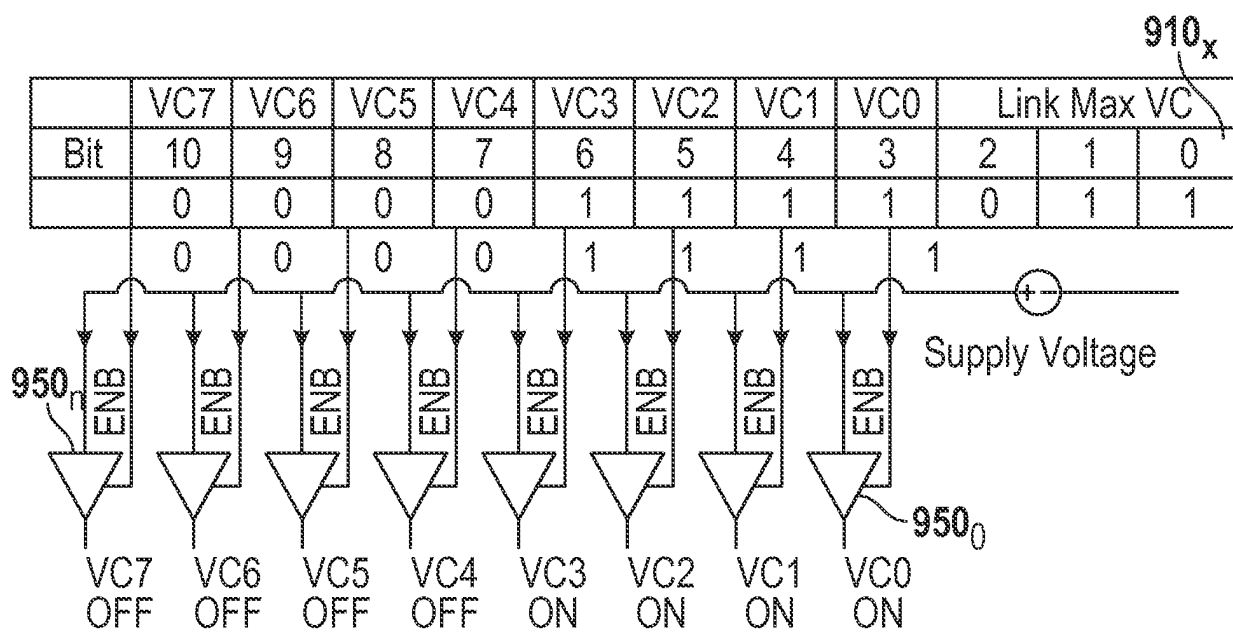 910x
VC7 VC6 VC5 VC4 VC3 VC2 VC1 VC0 Link Max VC
Bit 10 9 8 7 6 5 4 3 2 1 0
0 0 0 0 1 1 1 1 0 1 1
0 0 0 0 1 1 1 1
+ -
Supply Voltage
950n
ENB ENB ENB ENB ENB ENB ENB ENB
9500
VC7 VC6 VC5 VC4 VC3 VC2 VC1 VC0
OFF OFF OFF OFF ON ON ON ON